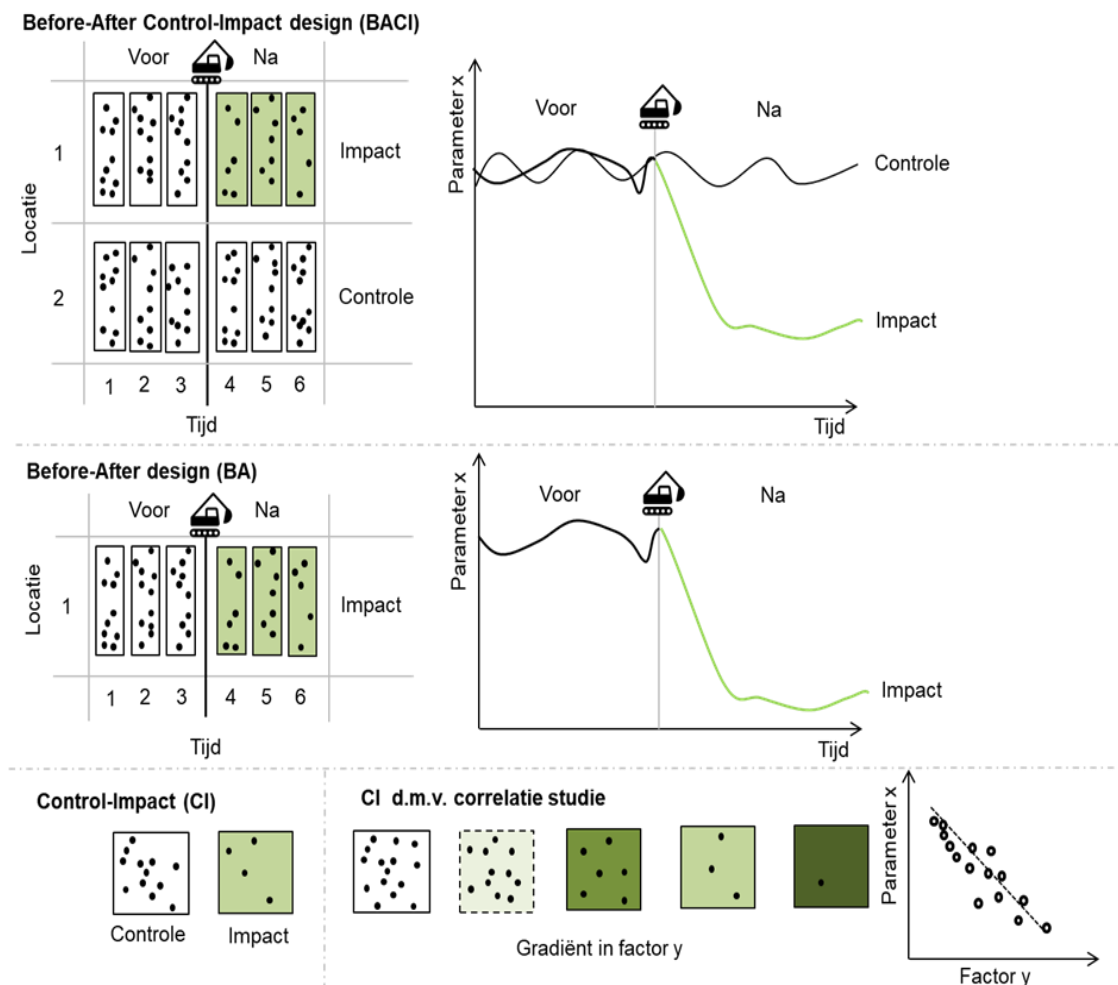 Before-After Control-Impact design (BACI)
Voor Na
Locatie
1 Impact
2 Controle
1 2 3 4 5 6
Tijd
Parameter x
Voor Na
Controle
Impact
Tijd
Before-After design (BA)
Voor Na
Locatie
1 Impact
1 2 3 4 5 6
Tijd
Parameter x
Voor Na
Impact
Tijd
Control-Impact (CI)
Controle Impact
CI d.m.v. correlatie studie
Gradiënt in factor y
Parameter x
Factor y